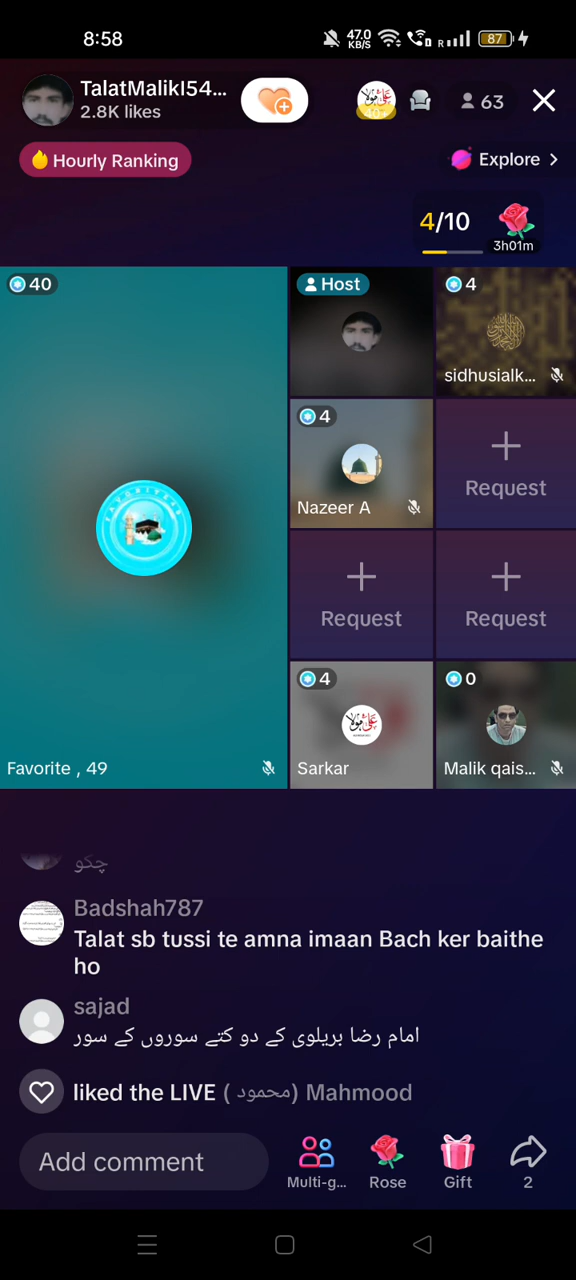 8:58
47.0 KB/S
R
87
TalatMalikI54...
2.8K likes
40+
63
Hourly Ranking
Explore
4/10
3h01m
40
Host
4
sidhusialk...
4
Nazeer A
Request
Request
Request
4
0
Favorite , 49
Sarkar
Malik qais...
چکو
Badshah787
Talat sb tussi te amna imaan Bach ker baithe
ho
sajad
امام رضا بریلوی کے دو کتے سوروں کے سور
liked the LIVE ( محمود) Mahmood
Add comment
Multi-g...
Rose
Gift
2